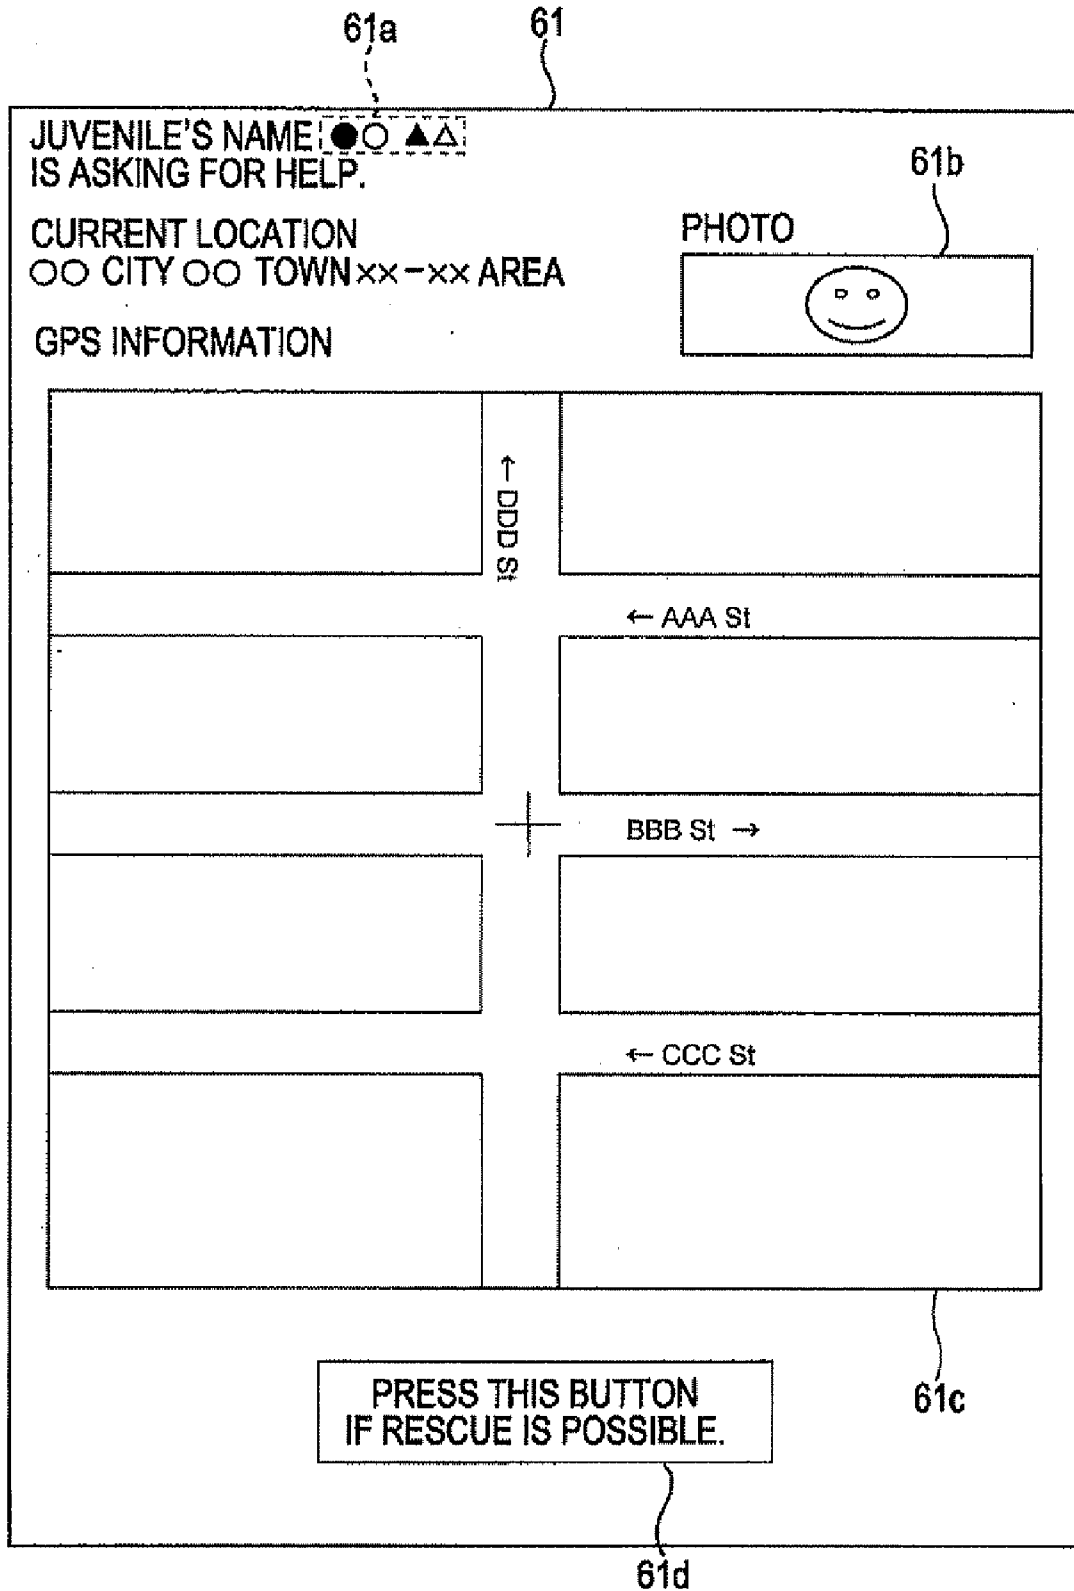 61a
61
JUVENILE'S NAME ●○ ▲△
IS ASKING FOR HELP.
61b
CURRENT LOCATION
○○ CITY ○○ TOWN ××-×× AREA
PHOTO
GPS INFORMATION
← DDD St
← AAA St
BBB St →
← CCC St
61c
PRESS THIS BUTTON
IF RESCUE IS POSSIBLE.
61d